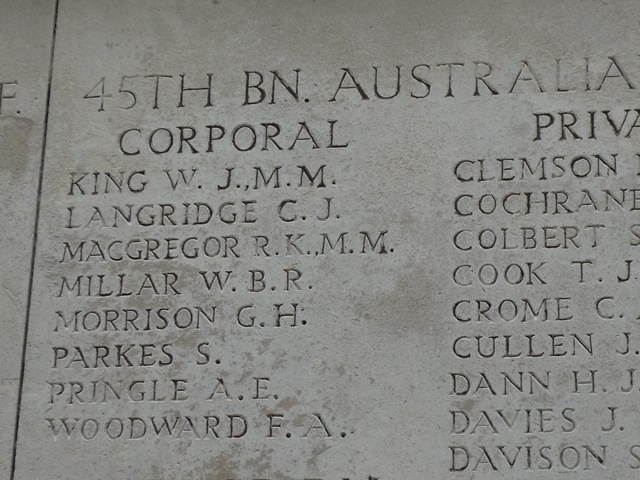 F.
45TH BN. AUSTRALIA
CORPORAL
KING W. J., M.M.
LANGRIDGE C. J.
MACGREGOR R. K., M.M.
MILLAR W. B. R.
MORRISON G. H.
PARKES S.
PRINGLE A. E.
WOODWARD F. A.
PRIVA
CLEMSON
COCHRANE
COLBERT S
COOK T. J.
CROME C.
CULLEN J.
DANN H. J.
DAVIES J.
DAVISON S